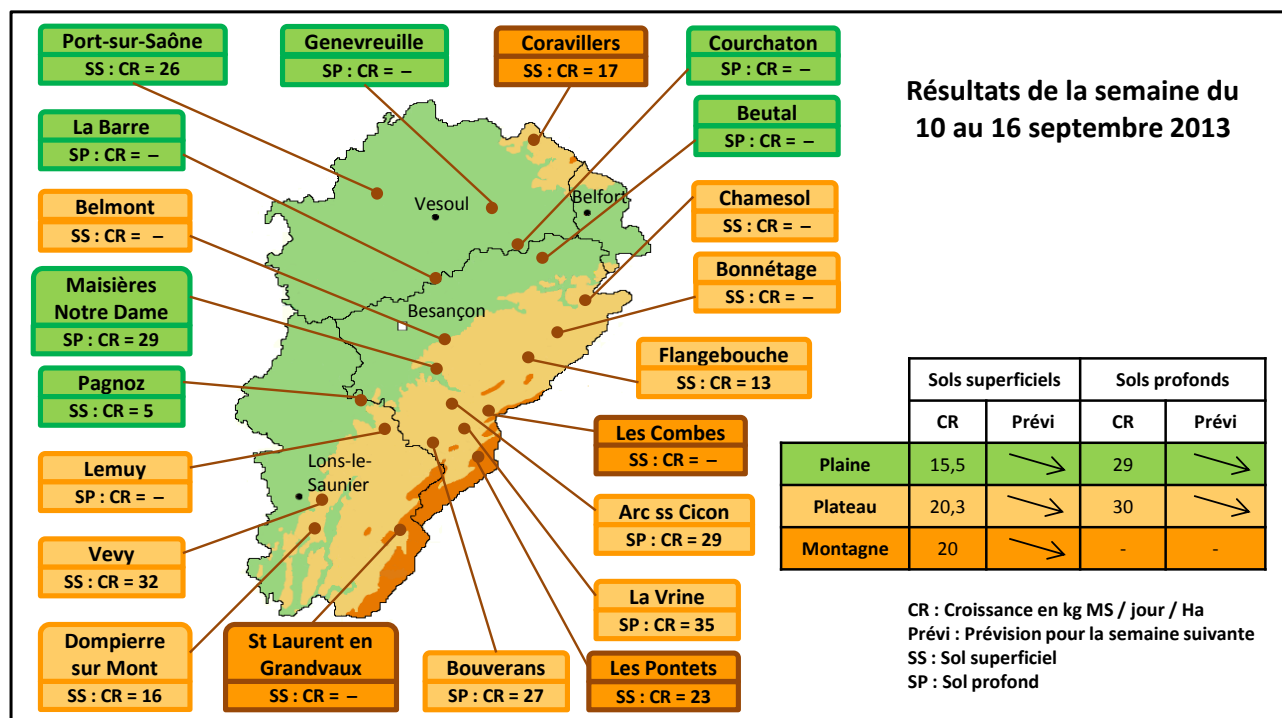 Port-sur-Saône
SS : CR = 26
Genevreuille
SP : CR = –
Coravillers
SS : CR = 17
Courchaton
SP : CR = –
Résultats de la semaine du
10 au 16 septembre 2013
La Barre
SP : CR = –
Beutal
SP : CR = –
Belmont
SS : CR = –
Vesoul
Belfort
Chamesol
SS : CR = –
Maisières
Notre Dame
SP : CR = 29
Besançon
Bonnétage
SS : CR = –
Flangebouche
SS : CR = 13
Pagnoz
SS : CR = 5
Les Combes
SS : CR = –
Lemuy
SP : CR = –
Lons-le-
Saunier
Arc ss Cicon
SP : CR = 29
Vevy
SS : CR = 32
La Vrine
SP : CR = 35
Dompierre
sur Mont
SS : CR = 16
St Laurent en
Grandvaux
SS : CR = –
Bouverans
SP : CR = 27
Les Pontets
SS : CR = 23
Sols superficiels Sols profonds
CR Prévi CR Prévi
Plaine 15,5 29
Plateau 20,3 30
Montagne 20 - -
CR : Croissance en kg MS / jour / Ha
Prévi : Prévision pour la semaine suivante
SS : Sol superficiel
SP : Sol profond